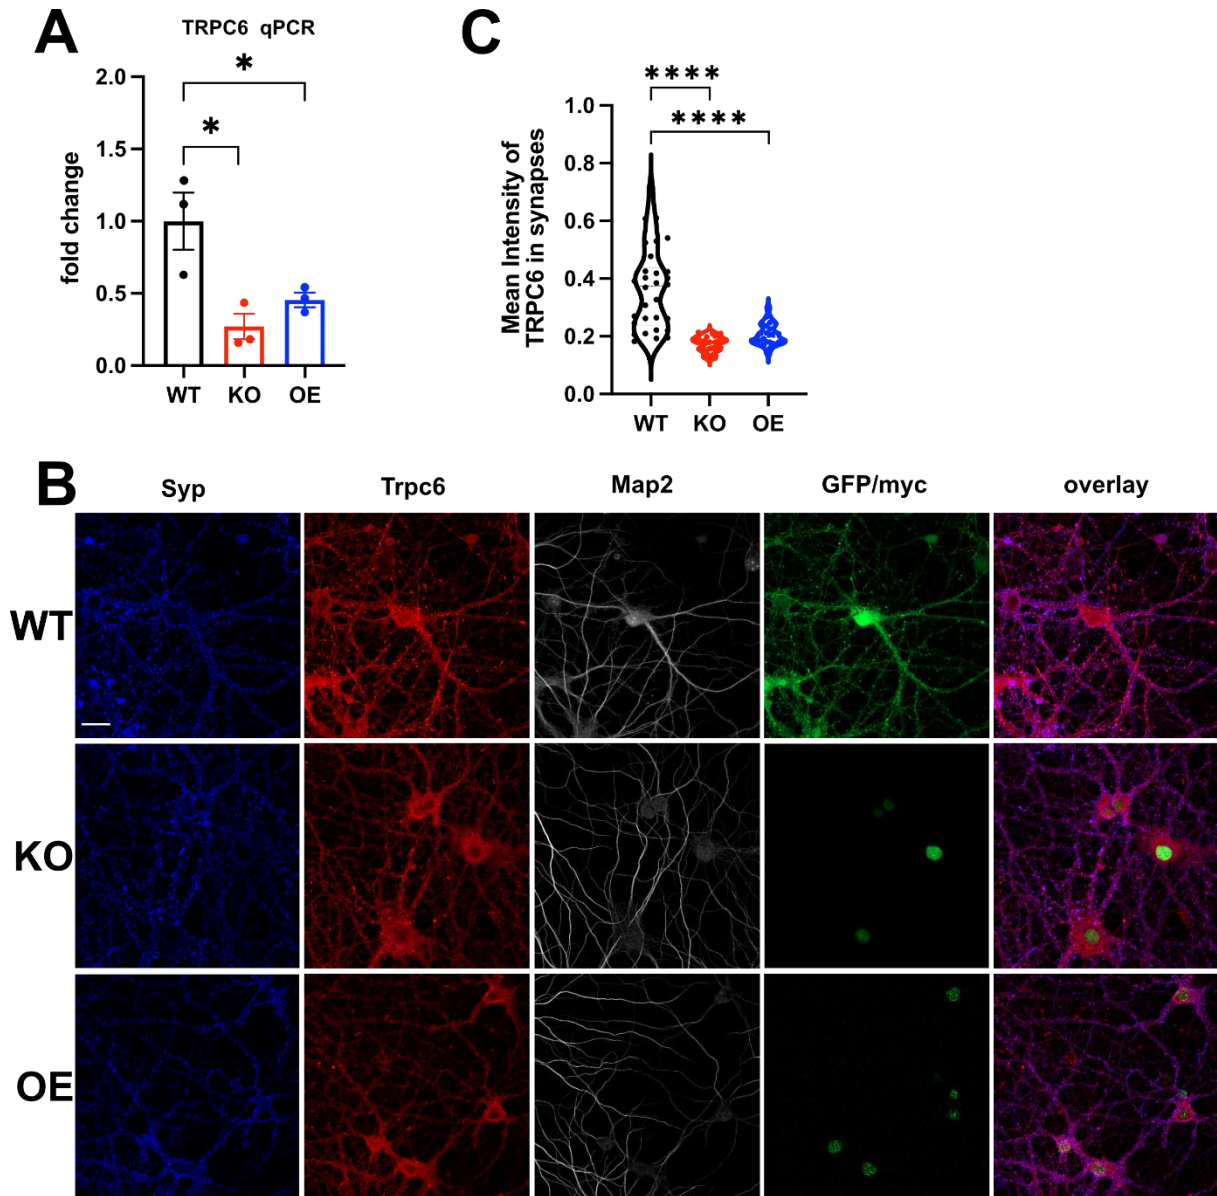 A
TRPC6 qPCR
fold change
2.0
1.5
1.0
0.5
0.0
*
*
WT KO OE
C
Mean Intensity of
TRPC6 in synapses
1.0
0.8
0.6
0.4
0.2
0.0
****
****
WT KO OE
B
Syp Trpc6 Map2 GFP/myc overlay
WT
KO
OE